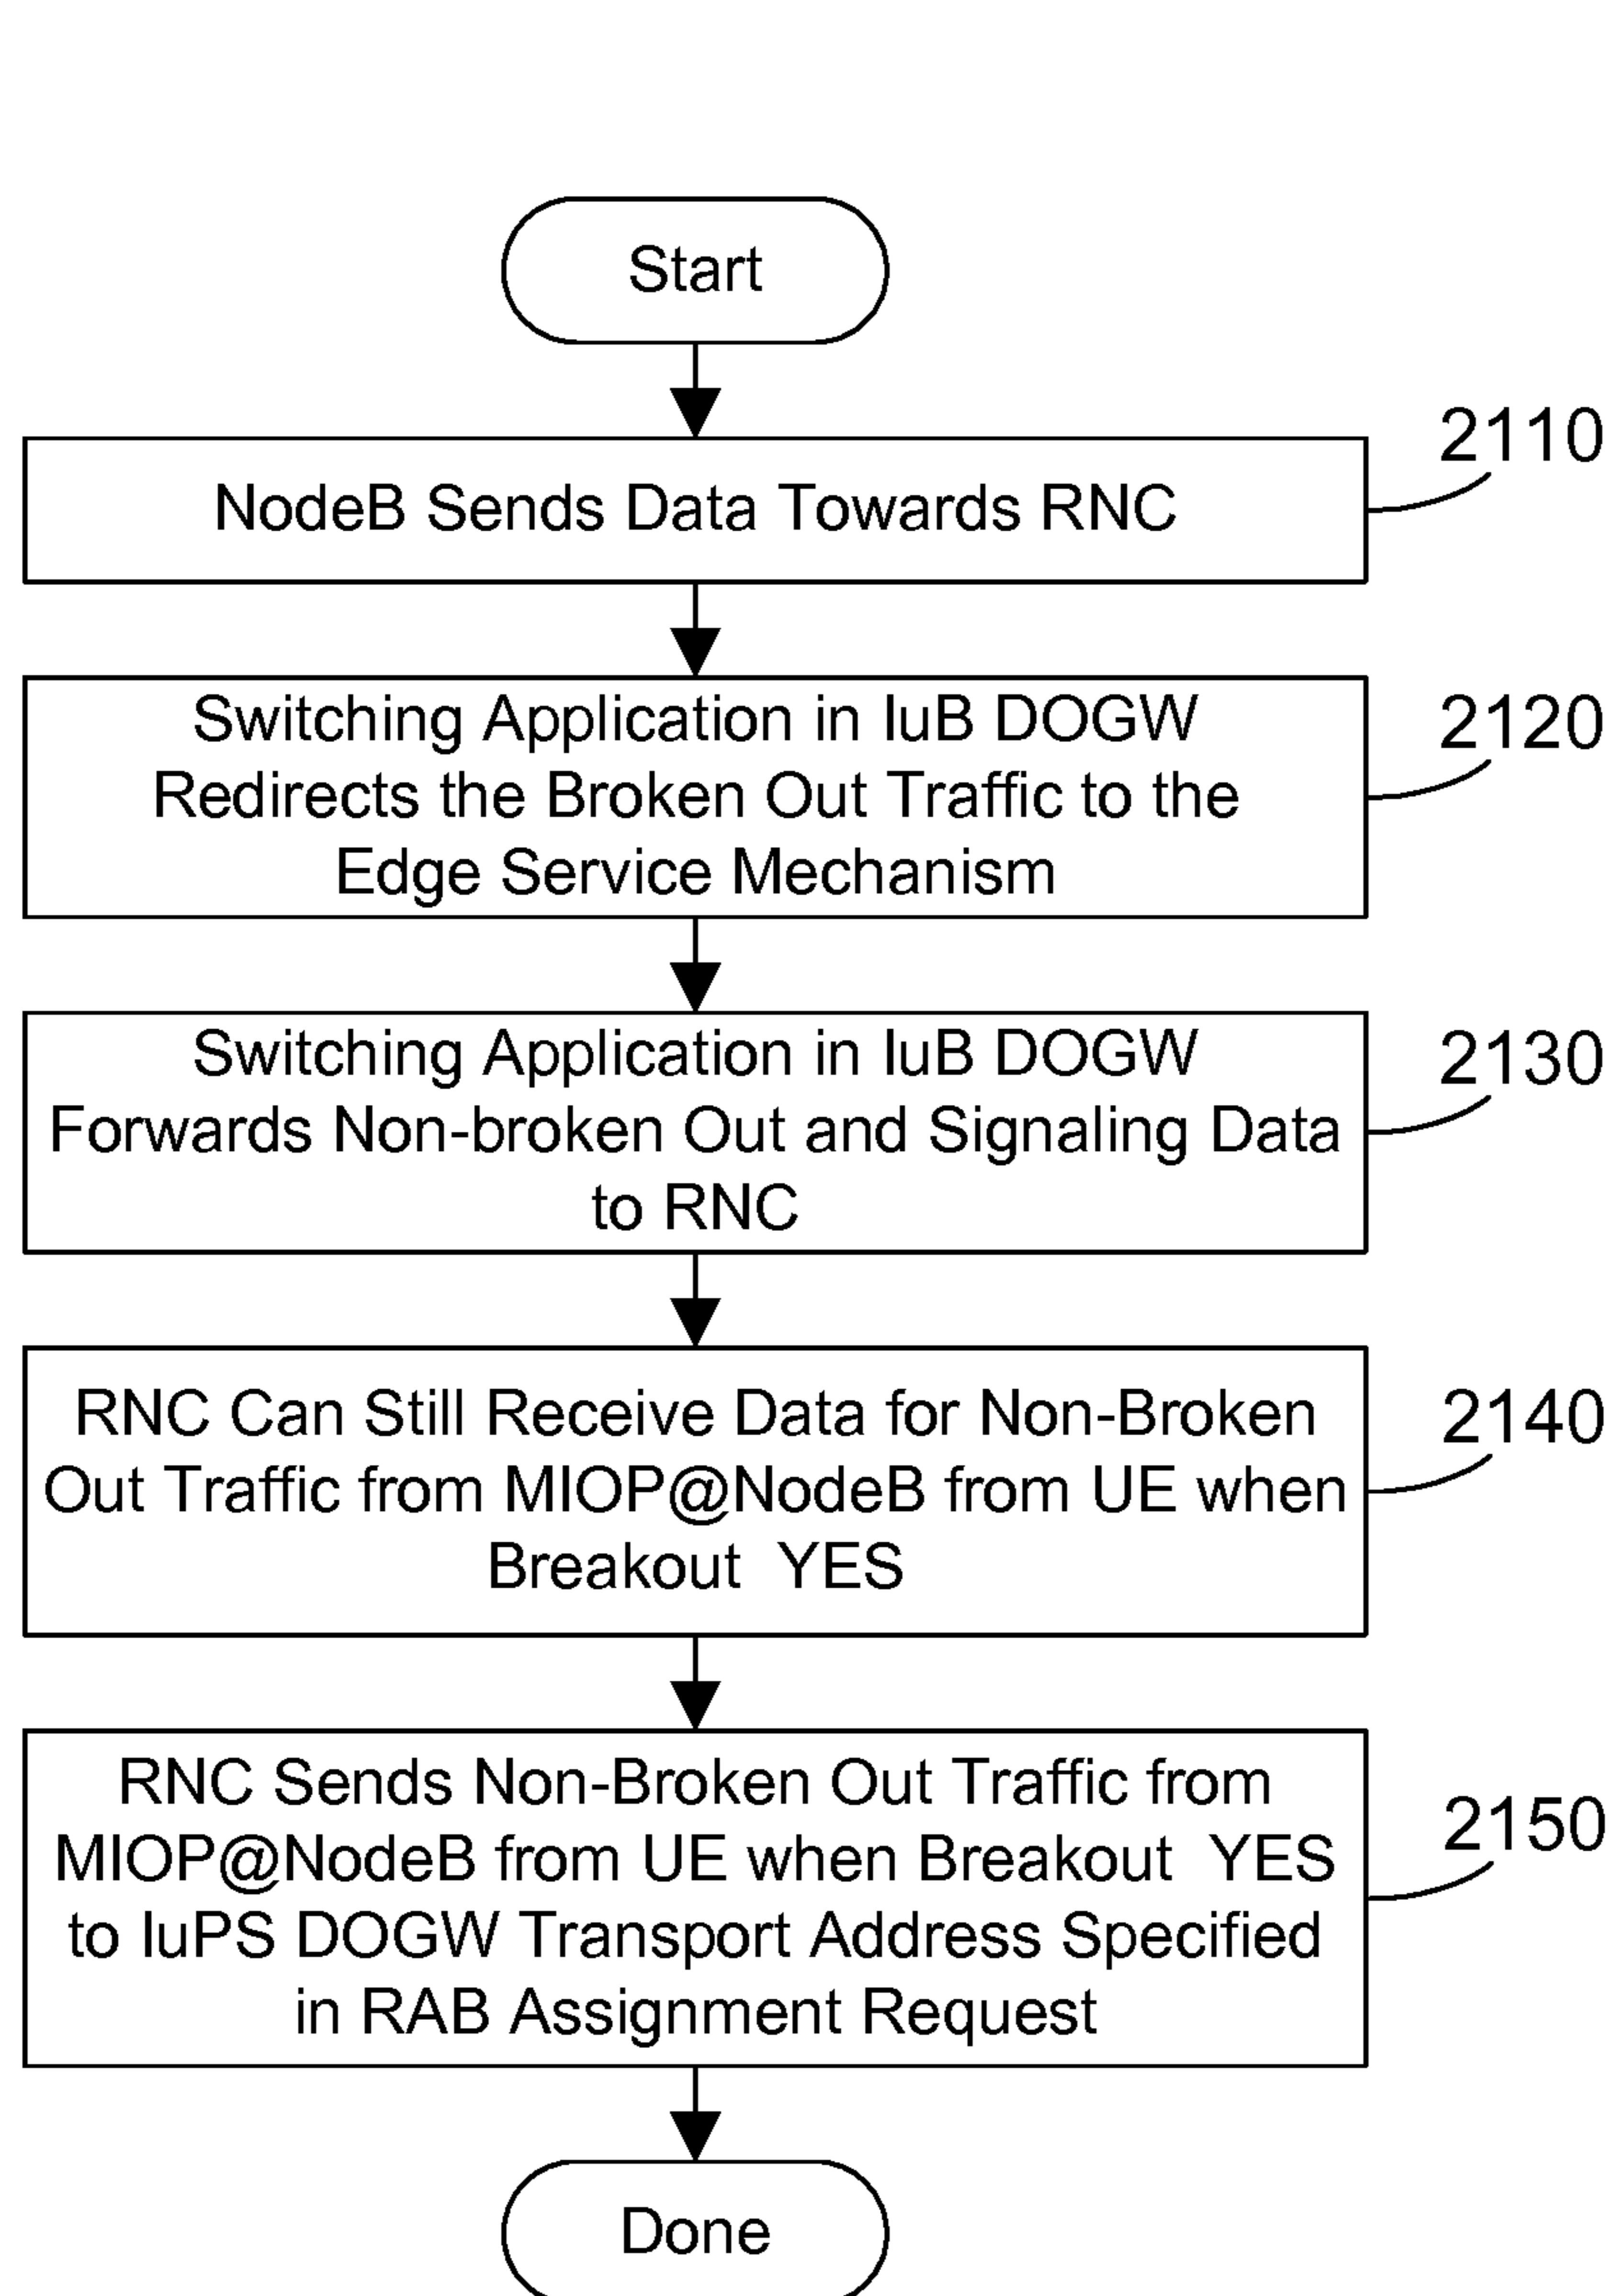 Start
NodeB Sends Data Towards RNC
2110
Switching Application in IuB DOGW
Redirects the Broken Out Traffic to the
Edge Service Mechanism
2120
Switching Application in IuB DOGW
Forwards Non-broken Out and Signaling Data
to RNC
2130
RNC Can Still Receive Data for Non-Broken
Out Traffic from MIOP@NodeB from UE when
Breakout  YES
2140
RNC Sends Non-Broken Out Traffic from
MIOP@NodeB from UE when Breakout  YES
to IuPS DOGW Transport Address Specified
in RAB Assignment Request
2150
Done